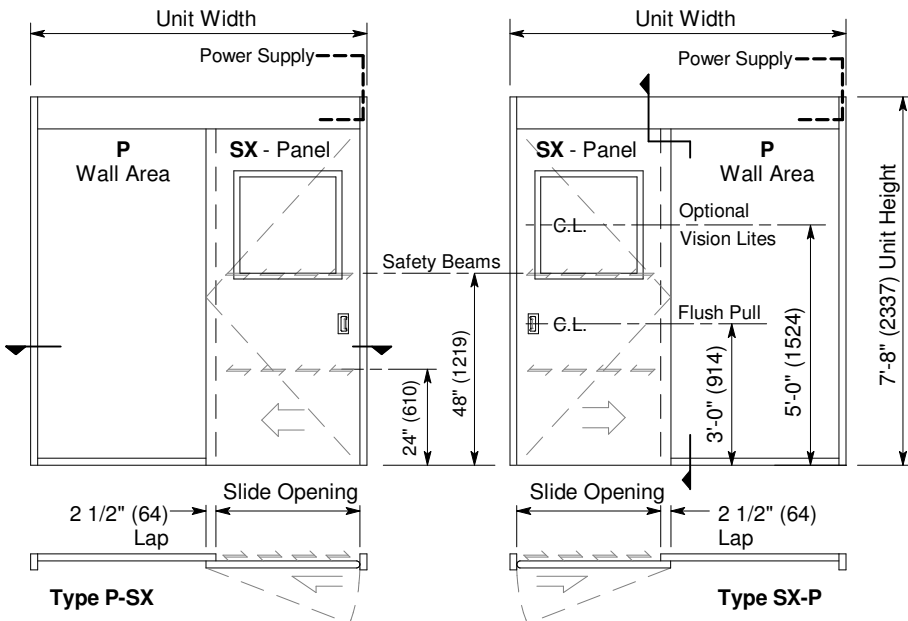 Unit Width
Unit Width
Power Supply
Power Supply
P
Wall Area
SX - Panel
SX - Panel
P
Wall Area
C.L.
Optional
Vision Lites
Safety Beams
C.L.
Flush Pull
24" (610)
48" (1219)
3'-0" (914)
5'-0" (1524)
7'-8" (2337) Unit Height
Slide Opening
2 1/2" (64)
Lap
Slide Opening
2 1/2" (64)
Lap
Type P-SX
Type SX-P